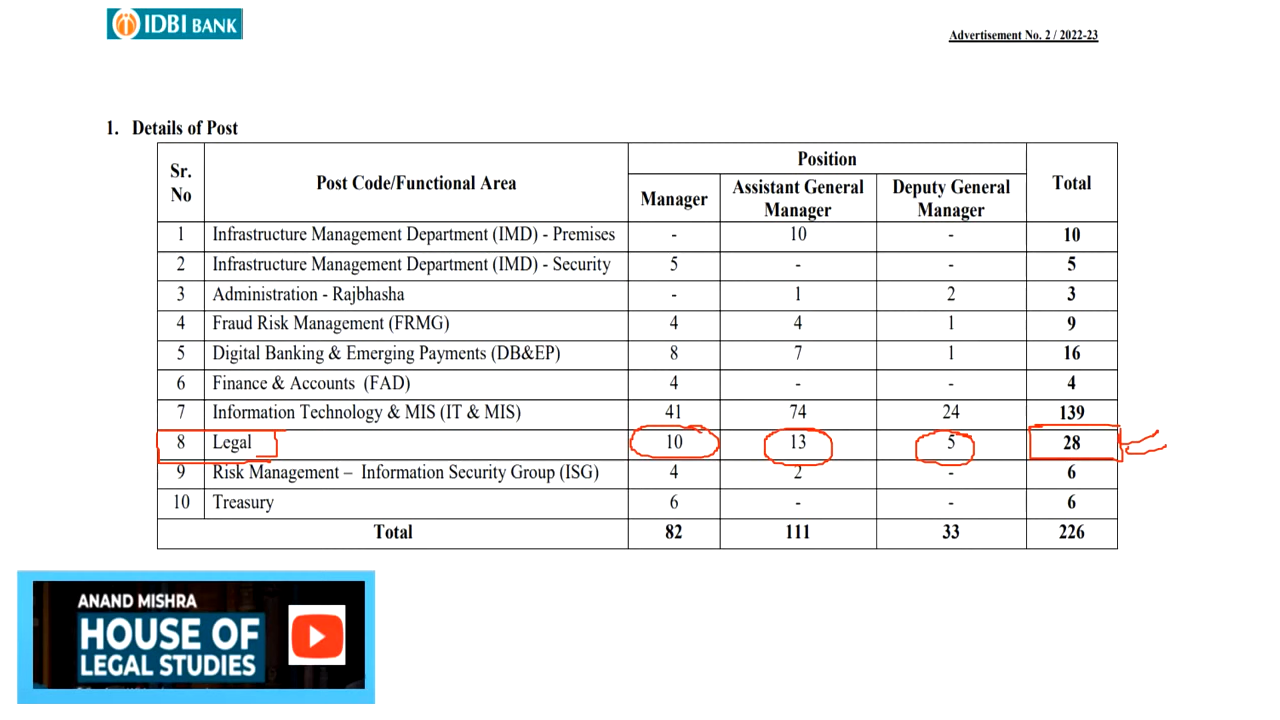 IDBI BANK
Advertisement No. 2 / 2022-23
1. Details of Post
Sr. No Post Code/Functional Area Position Total
Manager Assistant General Manager Deputy General Manager
1 Infrastructure Management Department (IMD) - Premises - 10 - 10
2 Infrastructure Management Department (IMD) - Security 5 - - 5
3 Administration - Rajbhasha - 1 2 3
4 Fraud Risk Management (FRMG) 4 4 1 9
5 Digital Banking & Emerging Payments (DB&EP) 8 7 1 16
6 Finance & Accounts (FAD) 4 - - 4
7 Information Technology & MIS (IT & MIS) 41 74 24 139
8 Legal 10 13 5 28
9 Risk Management – Information Security Group (ISG) 4 2 - 6
10 Treasury 6 - - 6
Total 82 111 33 226
ANAND MISHRA
HOUSE OF
LEGAL STUDIES